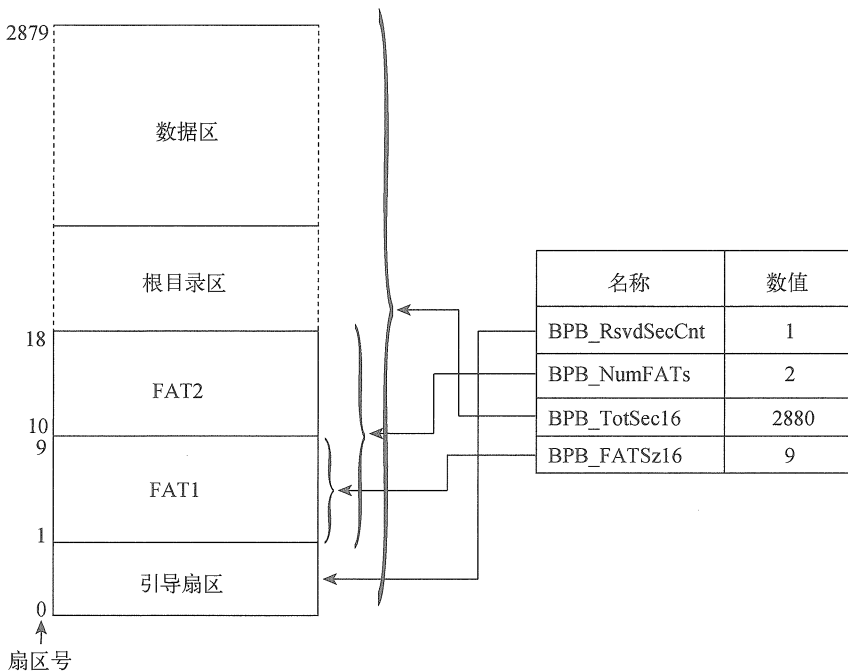 2879
数据区
根目录区
18
FAT2
10
9
FAT1
1
引导扇区
0
扇区号
名称 数值
BPB_RsvdSecCnt 1
BPB_NumFATs 2
BPB_TotSec16 2880
BPB_FATSz16 9